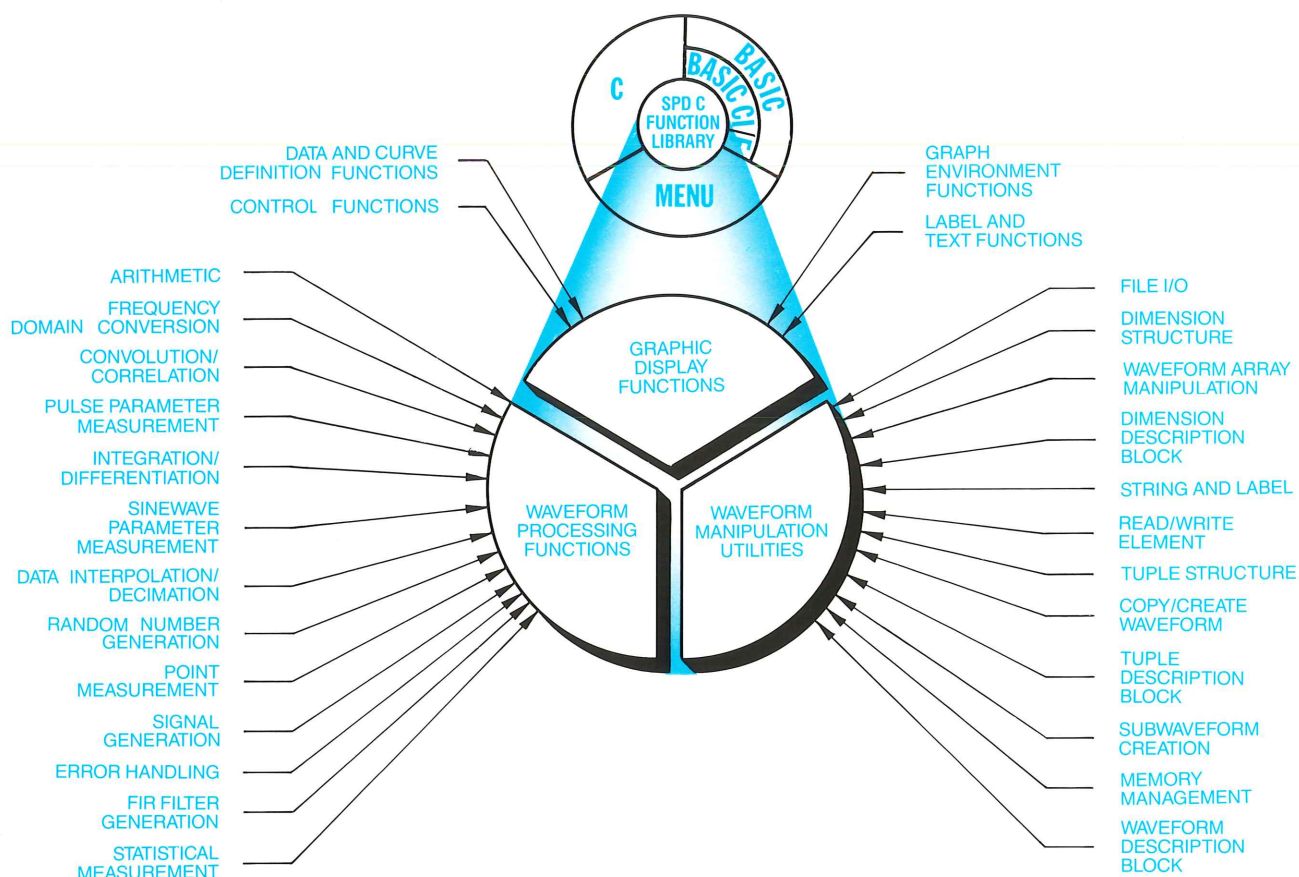 C
BASIC
BASIC CLI/F
SPD C
FUNCTION
LIBRARY
MENU
DATA AND CURVE
DEFINITION FUNCTIONS
CONTROL FUNCTIONS
GRAPH
ENVIRONMENT
FUNCTIONS
LABEL AND
TEXT FUNCTIONS
ARITHMETIC
FREQUENCY
DOMAIN CONVERSION
CONVOLUTION/
CORRELATION
PULSE PARAMETER
MEASUREMENT
INTEGRATION/
DIFFERENTIATION
SINEWAVE
PARAMETER
MEASUREMENT
DATA INTERPOLATION/
DECIMATION
RANDOM NUMBER
GENERATION
POINT
MEASUREMENT
SIGNAL
GENERATION
ERROR HANDLING
FIR FILTER
GENERATION
STATISTICAL
MEASUREMENT
GRAPHIC
DISPLAY
FUNCTIONS
WAVEFORM
PROCESSING
FUNCTIONS
WAVEFORM
MANIPULATION
UTILITIES
FILE I/O
DIMENSION
STRUCTURE
WAVEFORM ARRAY
MANIPULATION
DIMENSION
DESCRIPTION
BLOCK
STRING AND LABEL
READ/WRITE
ELEMENT
TUPLE STRUCTURE
COPY/CREATE
WAVEFORM
TUPLE
DESCRIPTION
BLOCK
SUBWAVEFORM
CREATION
MEMORY
MANAGEMENT
WAVEFORM
DESCRIPTION
BLOCK